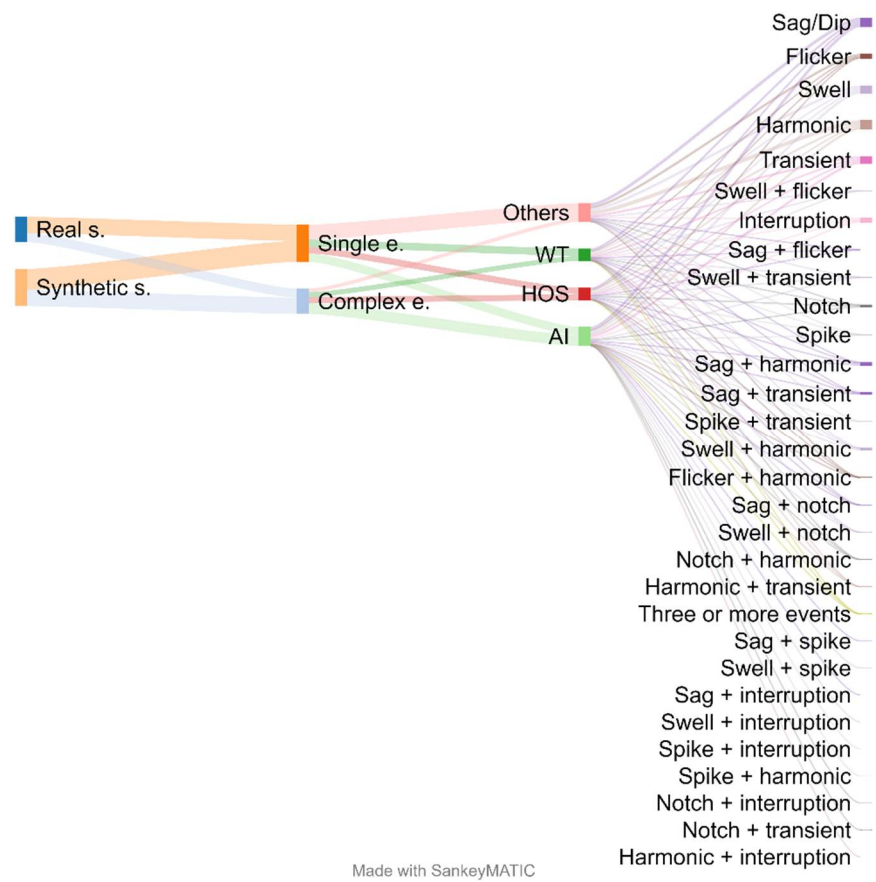 Real s.
Synthetic s.
Single e.
Complex e.
Others
WT
HOS
AI
Sag/Dip
Flicker
Swell
Harmonic
Transient
Swell + flicker
Interruption
Sag + flicker
Swell + transient
Notch
Spike
Sag + harmonic
Sag + transient
Spike + transient
Swell + harmonic
Flicker + harmonic
Sag + notch
Swell + notch
Notch + harmonic
Harmonic + transient
Three or more events
Sag + spike
Swell + spike
Sag + interruption
Swell + interruption
Spike + interruption
Spike + harmonic
Notch + interruption
Notch + transient
Harmonic + interruption
Made with SankeyMATIC